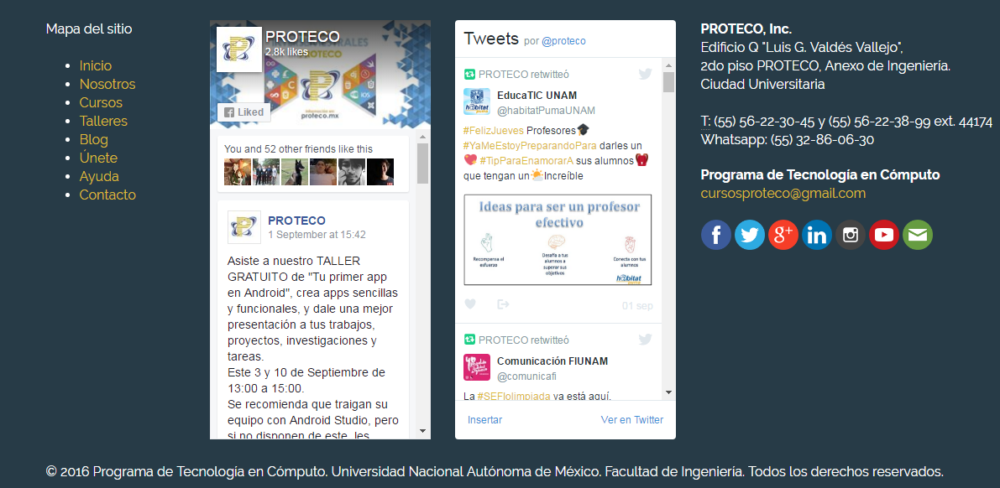 Mapa del sitio
Inicio
Nosotros
Cursos
Talleres
Blog
Únete
Ayuda
Contacto
PROTECO
2.8k likes
PROTECO
proteco.mx
Liked
You and 52 other friends like this
PROTECO
1 September at 15:42
Asiste a nuestro TALLER
GRATUITO de "Tu primer app
en Android", crea apps sencillas
y funcionales, y dale una mejor
presentación a tus trabajos,
proyectos, investigaciones y
tareas.
Este 3 y 10 de Septiembre de
13:00 a 15:00.
Se recomienda que traigan su
equipo con Android Studio, pero
si no disponen de este, les
Tweets por @proteco
PROTECO retwitteó
EducaTIC UNAM
@habitatPumaUNAM
#FelizJueves Profesores🎓
#YaMeEstoyPreparandoPara darles un
💖 #TipParaEnamorarA sus alumnos🎒
que tengan un🌤Increíble
Ideas para ser un profesor
efectivo
Recompensa el
esfuerzo
Desafía a tus
alumnos a
superar sus
objetivos
Conecta con tus
alumnos
h@bitat
01 sep
PROTECO retwitteó
Comunicación FIUNAM
@comunicafi
La #SEFIolimpiada ya está aquí.
Insertar
Ver en Twitter
PROTECO, Inc.
Edificio Q "Luis G. Valdés Vallejo",
2do piso PROTECO, Anexo de Ingeniería.
Ciudad Universitaria
T: (55) 56-22-30-45 y (55) 56-22-38-99 ext. 44174
Whatsapp: (55) 32-86-06-30
Programa de Tecnología en Cómputo
cursosproteco@gmail.com
© 2016 Programa de Tecnología en Cómputo. Universidad Nacional Autónoma de México. Facultad de Ingeniería. Todos los derechos reservados.